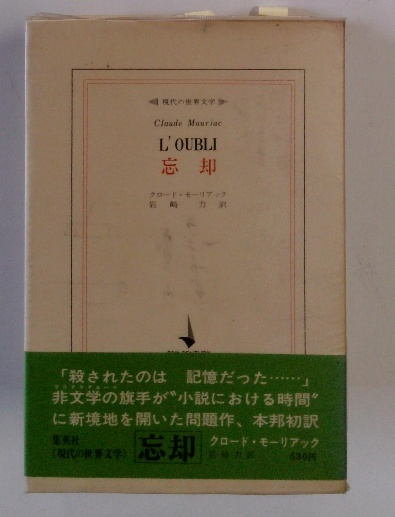 現代の世界文学
Claude Mauriac
L'OUBLI
忘却
クロード・モーリアック
岩崎 力 訳
「殺されたのは 記憶だった……」
非文学の旗手が〝小説における時間〟
に新境地を開いた問題作、本邦初訳
集英社
〈現代の世界文学〉
忘却
クロード・モーリアック
岩崎 力 訳
530円